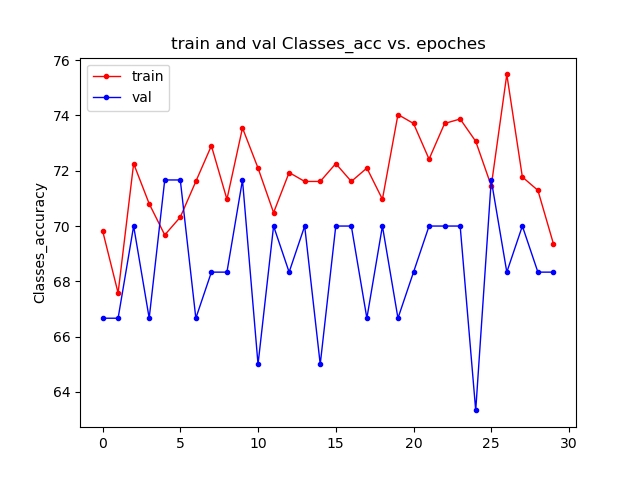 train and val Classes_acc vs. epoches
train
val
Classes_accuracy
76
74
72
70
68
66
64
0 5 10 15 20 25 30